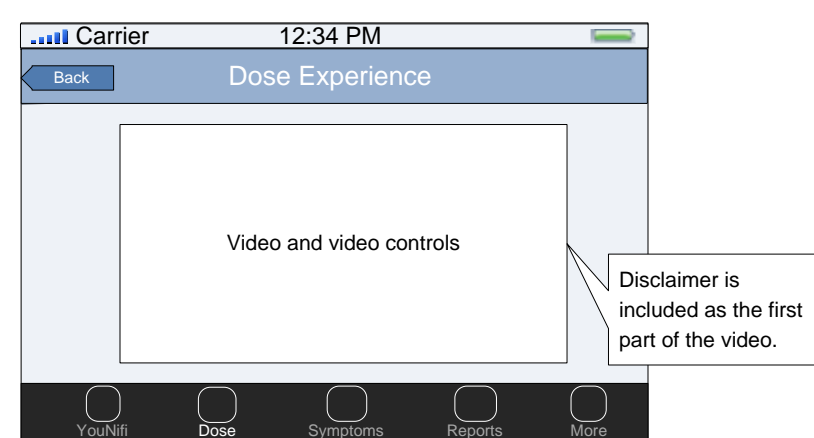 Carrier 12:34 PM
Back Dose Experience
Video and video controls
Disclaimer is
included as the first
part of the video.
YouNifi Dose Symptoms Reports More